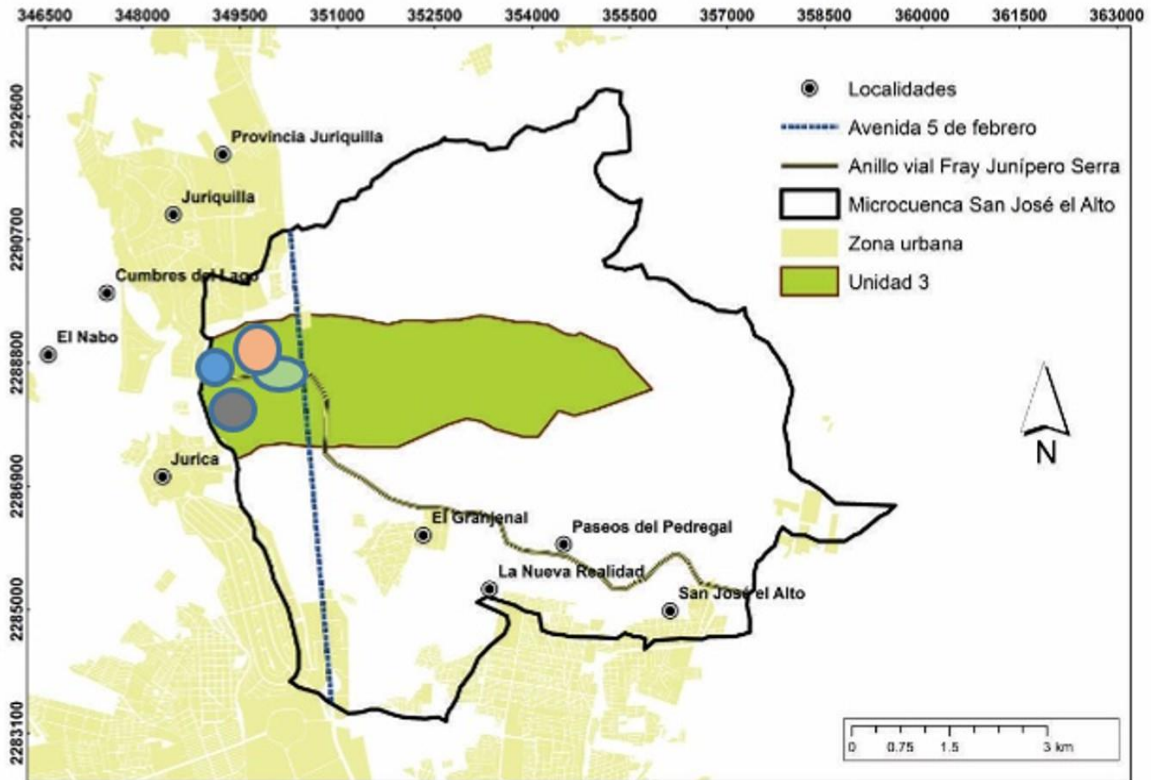 346500 348000 349500 351000 352500 354000 355500 357000 358500 360000 361500 363000
2292600
2290700
2288800
2286900
2285000
2283100
Localidades
Avenida 5 de febrero
Anillo vial Fray Junípero Serra
Microcuenca San José el Alto
Zona urbana
Unidad 3
Provincia Juriquilla
Juriquilla
Cumbres del Lago
El Nabo
Jurica
El Granjenal
Paseos del Pedregal
La Nueva Realidad
San José el Alto
N
0 0.75 1.5 3 km